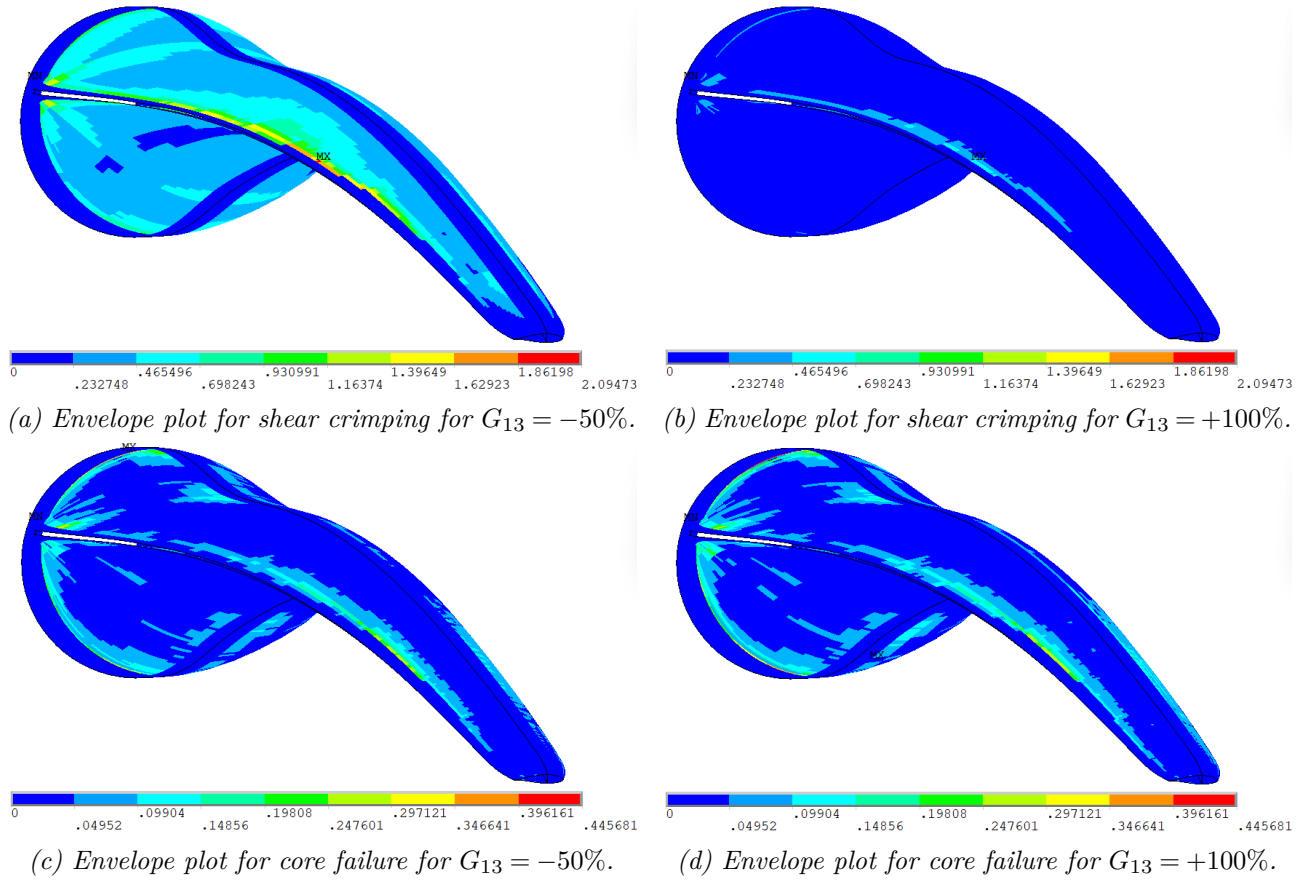 MN
MX
0 .465496 .930991 1.39649 1.86198
.232748 .698243 1.16374 1.62923 2.09473
(a) Envelope plot for shear crimping for G13 = −50%.
MN
MX
0 .465496 .930991 1.39649 1.86198
.232748 .698243 1.16374 1.62923 2.09473
(b) Envelope plot for shear crimping for G13 = +100%.
MX
MN
0 .09904 .19808 .297121 .396161
.04952 .14856 .247601 .346641 .445681
(c) Envelope plot for core failure for G13 = −50%.
MN
MX
0 .09904 .19808 .297121 .396161
.04952 .14856 .247601 .346641 .445681
(d) Envelope plot for core failure for G13 = +100%.